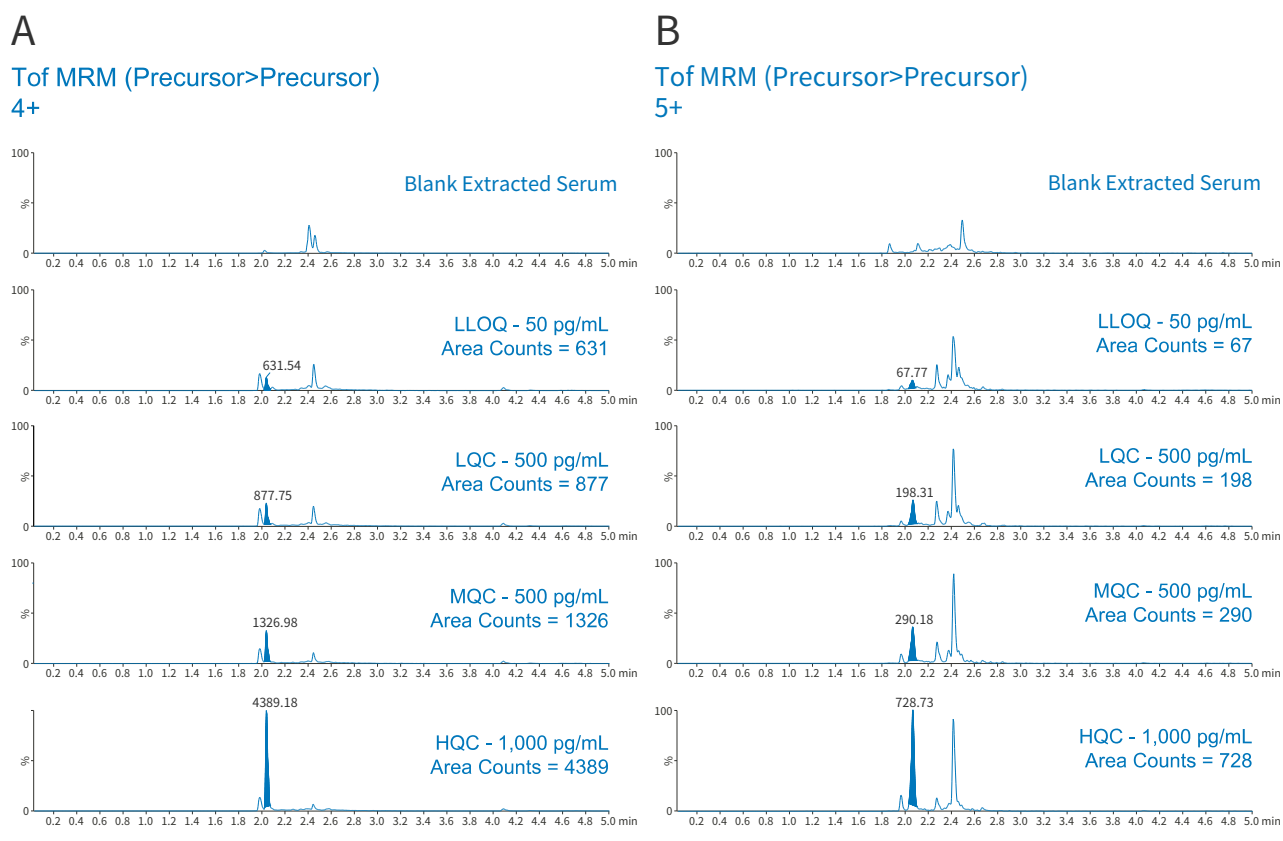 A
Tof MRM (Precursor>Precursor)
4+
100
Blank Extracted Serum
%
0
0.2 0.4 0.6 0.8 1.0 1.2 1.4 1.6 1.8 2.0 2.2 2.4 2.6 2.8 3.0 3.2 3.4 3.6 3.8 4.0 4.2 4.4 4.6 4.8 5.0 min
100
LLOQ - 50 pg/mL
%
Area Counts = 631
631.54
0
0.2 0.4 0.6 0.8 1.0 1.2 1.4 1.6 1.8 2.0 2.2 2.4 2.6 2.8 3.0 3.2 3.4 3.6 3.8 4.0 4.2 4.4 4.6 4.8 5.0 min
100
LQC - 500 pg/mL
%
Area Counts = 877
877.75
0
0.2 0.4 0.6 0.8 1.0 1.2 1.4 1.6 1.8 2.0 2.2 2.4 2.6 2.8 3.0 3.2 3.4 3.6 3.8 4.0 4.2 4.4 4.6 4.8 5.0 min
100
MQC - 500 pg/mL
%
Area Counts = 1326
1326.98
0
0.2 0.4 0.6 0.8 1.0 1.2 1.4 1.6 1.8 2.0 2.2 2.4 2.6 2.8 3.0 3.2 3.4 3.6 3.8 4.0 4.2 4.4 4.6 4.8 5.0 min
4389.18
HQC - 1,000 pg/mL
%
Area Counts = 4389
0
0.2 0.4 0.6 0.8 1.0 1.2 1.4 1.6 1.8 2.0 2.2 2.4 2.6 2.8 3.0 3.2 3.4 3.6 3.8 4.0 4.2 4.4 4.6 4.8 5.0 min
B
Tof MRM (Precursor>Precursor)
5+
100
Blank Extracted Serum
%
0
0.2 0.4 0.6 0.8 1.0 1.2 1.4 1.6 1.8 2.0 2.2 2.4 2.6 2.8 3.0 3.2 3.4 3.6 3.8 4.0 4.2 4.4 4.6 4.8 5.0 min
100
LLOQ - 50 pg/mL
%
Area Counts = 67
67.77
0
0.2 0.4 0.6 0.8 1.0 1.2 1.4 1.6 1.8 2.0 2.2 2.4 2.6 2.8 3.0 3.2 3.4 3.6 3.8 4.0 4.2 4.4 4.6 4.8 5.0 min
100
LQC - 500 pg/mL
%
Area Counts = 198
198.31
0
0.2 0.4 0.6 0.8 1.0 1.2 1.4 1.6 1.8 2.0 2.2 2.4 2.6 2.8 3.0 3.2 3.4 3.6 3.8 4.0 4.2 4.4 4.6 4.8 5.0 min
100
MQC - 500 pg/mL
%
Area Counts = 290
290.18
0
0.2 0.4 0.6 0.8 1.0 1.2 1.4 1.6 1.8 2.0 2.2 2.4 2.6 2.8 3.0 3.2 3.4 3.6 3.8 4.0 4.2 4.4 4.6 4.8 5.0 min
728.73
100
HQC - 1,000 pg/mL
%
Area Counts = 728
0
0.2 0.4 0.6 0.8 1.0 1.2 1.4 1.6 1.8 2.0 2.2 2.4 2.6 2.8 3.0 3.2 3.4 3.6 3.8 4.0 4.2 4.4 4.6 4.8 5.0 min